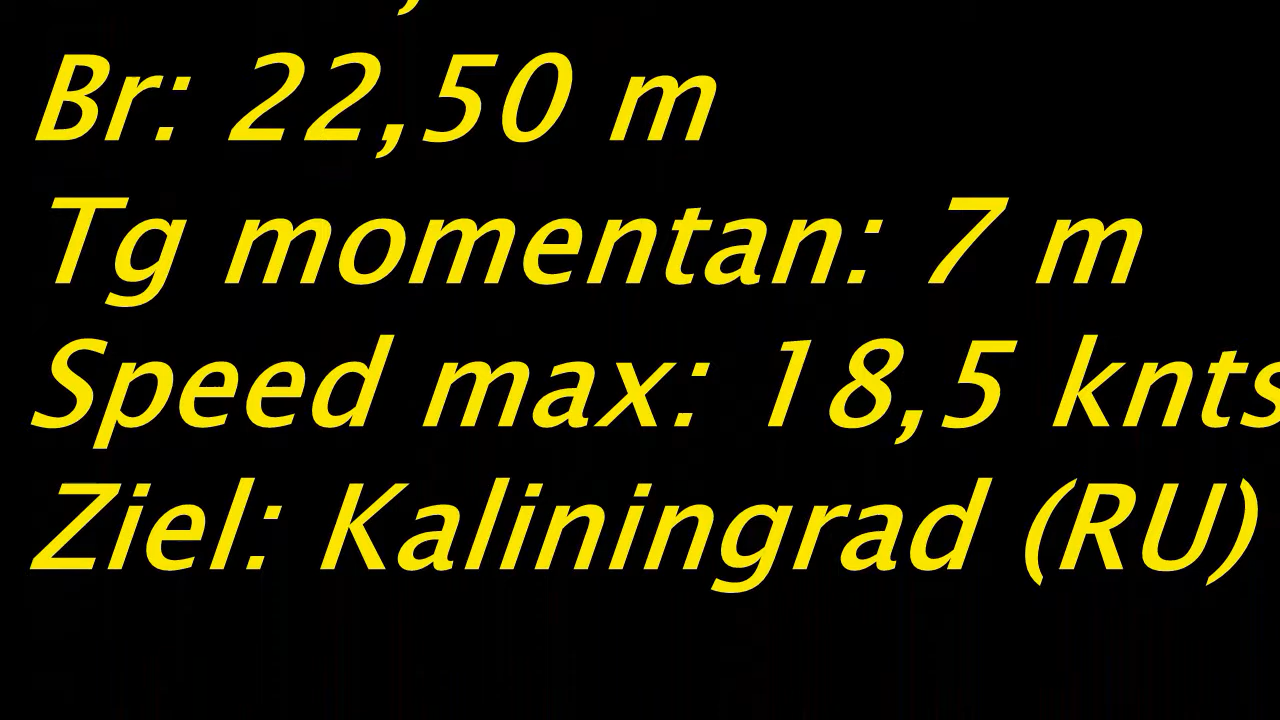 Br: 22,50 m
Tg momentan: 7 m
Speed max: 18,5 knts
Ziel: Kaliningrad (RU)